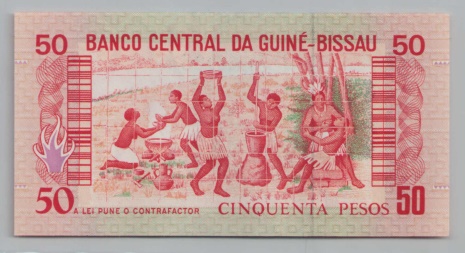 50 BANCO CENTRAL DA GUINÉ-BISSAU 50
50 A LEI PUNE O CONTRAFACTOR CINQUENTA PESOS 50